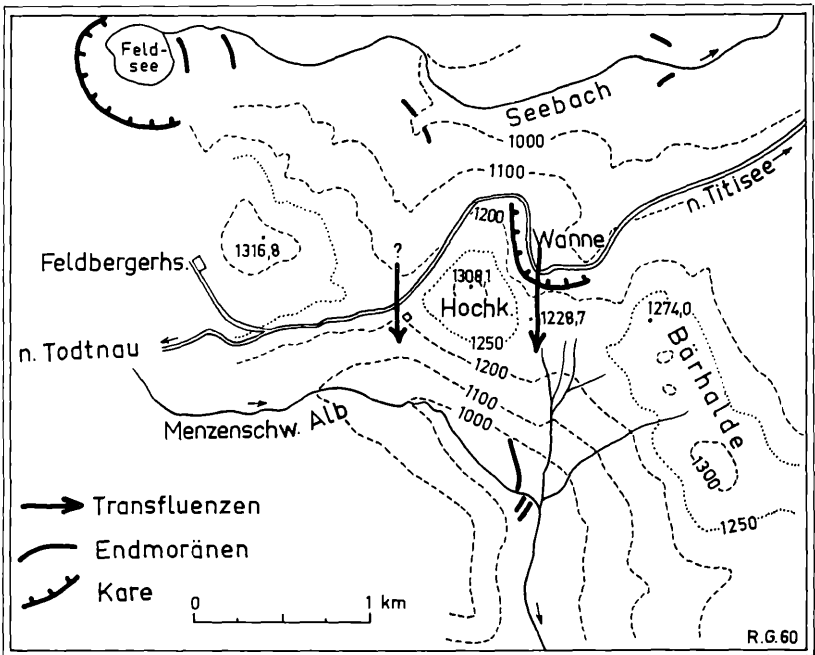 Feld-
see
Seebach
1000
1100
n. Titisee
1200
Wanne
1316,8
?
Feldbergerhs.
1308,1
Hochk.
1228,7
1274,0
Bärhalde
n. Todtnau
1250
1200
1100
1000
Menzenschw. Alb
1300
1250
Transfluenzen
Endmoränen
Kare
0
1 km
R.G.60